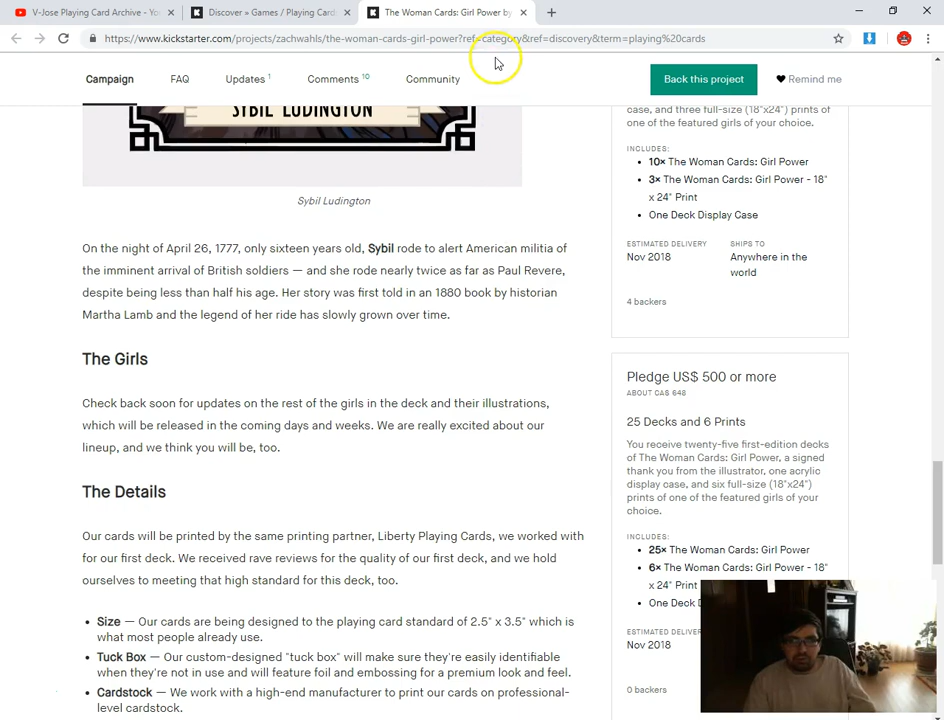 V-Jose Playing Card Archive - Yo
Discover » Games / Playing Cards
The Woman Cards: Girl Power by
https://www.kickstarter.com/projects/zachwahls/the-woman-cards-girl-power?ref=category&ref=discovery&term=playing%20cards
Campaign
FAQ
Updates 1
Comments 10
Community
Back this project
Remind me
SYBIL LUDINGTON
Sybil Ludington
On the night of April 26, 1777, only sixteen years old, Sybil rode to alert American militia of
the imminent arrival of British soldiers — and she rode nearly twice as far as Paul Revere,
despite being less than half his age. Her story was first told in an 1880 book by historian
Martha Lamb and the legend of her ride has slowly grown over time.
The Girls
Check back soon for updates on the rest of the girls in the deck and their illustrations,
which will be released in the coming days and weeks. We are really excited about our
lineup, and we think you will be, too.
The Details
Our cards will be printed by the same printing partner, Liberty Playing Cards, we worked with
for our first deck. We received rave reviews for the quality of our first deck, and we hold
ourselves to meeting that high standard for this deck, too.
• Size — Our cards are being designed to the playing card standard of 2.5" x 3.5" which is
what most people already use.
• Tuck Box — Our custom-designed "tuck box" will make sure they're easily identifiable
when they're not in use and will feature foil and embossing for a premium look and feel.
• Cardstock — We work with a high-end manufacturer to print our cards on professional-
level cardstock.
case, and three full-size (18"x24") prints of
one of the featured girls of your choice.
INCLUDES:
• 10× The Woman Cards: Girl Power
• 3× The Woman Cards: Girl Power - 18"
x 24" Print
• One Deck Display Case
ESTIMATED DELIVERY
Nov 2018
SHIPS TO
Anywhere in the
world
4 backers
Pledge US$ 500 or more
ABOUT CA$ 648
25 Decks and 6 Prints
You receive twenty-five first-edition decks
of The Woman Cards: Girl Power, a signed
thank you from the illustrator, one acrylic
display case, and six full-size (18"x24")
prints of one of the featured girls of your
choice.
INCLUDES:
• 25× The Woman Cards: Girl Power
• 6× The Woman Cards: Girl Power - 18"
x 24" Print
• One Deck D
ESTIMATED DELIVER
Nov 2018
0 backers